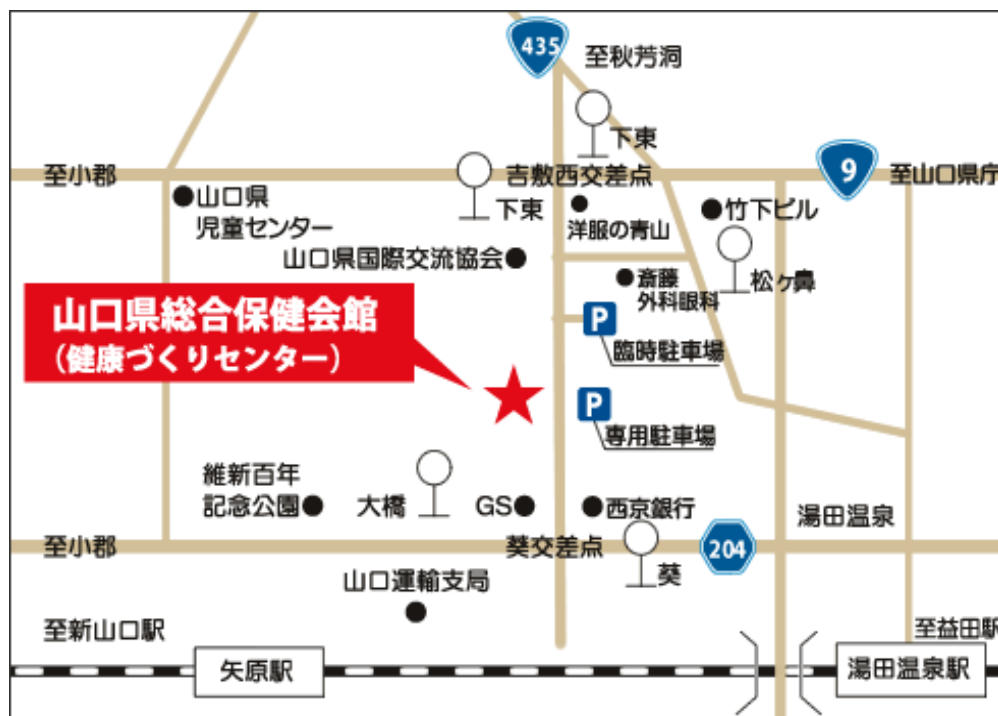 435
至秋芳洞
下東
至小郡
吉敷西交差点
9
至山口県庁
山口県
児童センター
下東
洋服の青山
竹下ビル
山口県国際交流協会
斎藤
外科眼科
松ヶ鼻
山口県総合保健会館
(健康づくりセンター)
P
臨時駐車場
P
専用駐車場
維新百年
記念公園
大橋
GS
西京銀行
湯田温泉
至小郡
葵交差点
204
葵
山口運輸支局
至新山口駅
至益田駅
矢原駅
湯田温泉駅